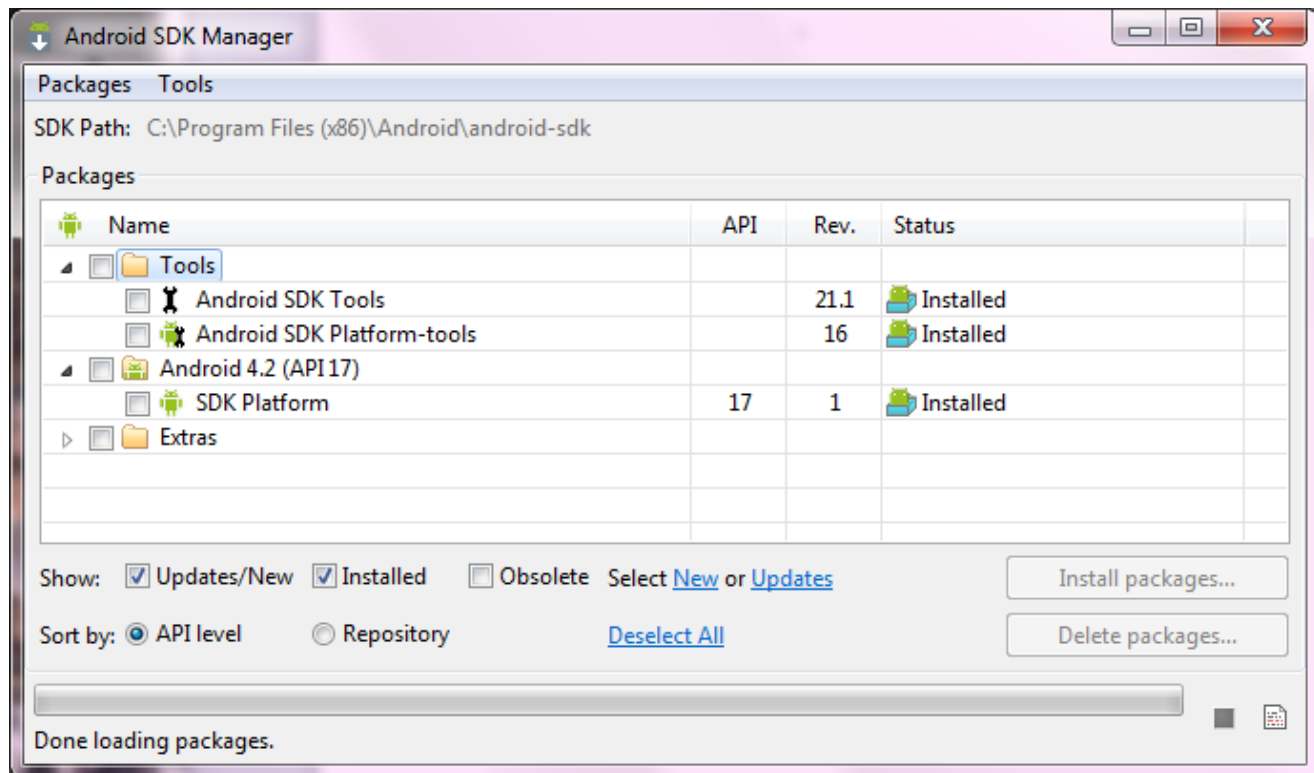 Android SDK Manager
Packages Tools
SDK Path: C:\Program Files (x86)\Android\android-sdk
Packages
Name API Rev. Status
Tools
Android SDK Tools 21.1 Installed
Android SDK Platform-tools 16 Installed
Android 4.2 (API 17)
SDK Platform 17 1 Installed
Extras
Show: Updates/New Installed Obsolete Select New or Updates Install packages...
Sort by: API level Repository Deselect All Delete packages...
Done loading packages.